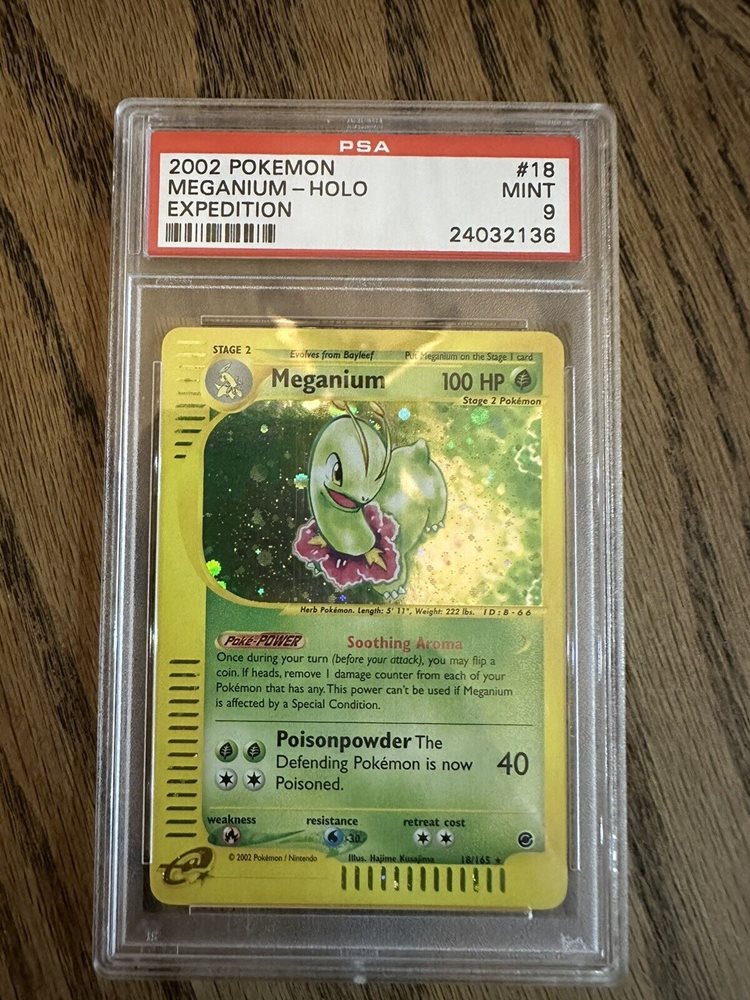 PSA
2002 POKEMON #18
MEGANIUM - HOLO MINT
EXPEDITION 9
24032136
STAGE 2 Evolves from Bayleef Put Meganium on the Stage 1 card
Meganium 100 HP
Stage 2 Pokémon
Herb Pokémon. Length: 5' 11", Weight: 222 lbs. ID: B - 66
Poké-POWER Soothing Aroma
Once during your turn (before your attack), you may flip a
coin. If heads, remove 1 damage counter from each of your
Pokémon that has any. This power can't be used if Meganium
is affected by a Special Condition.
Poisonpowder The
Defending Pokémon is now 40
Poisoned.
weakness resistance retreat cost
-30
© 2002 Pokémon / Nintendo Illus. Hajime Kusajima 18/165 ★
e